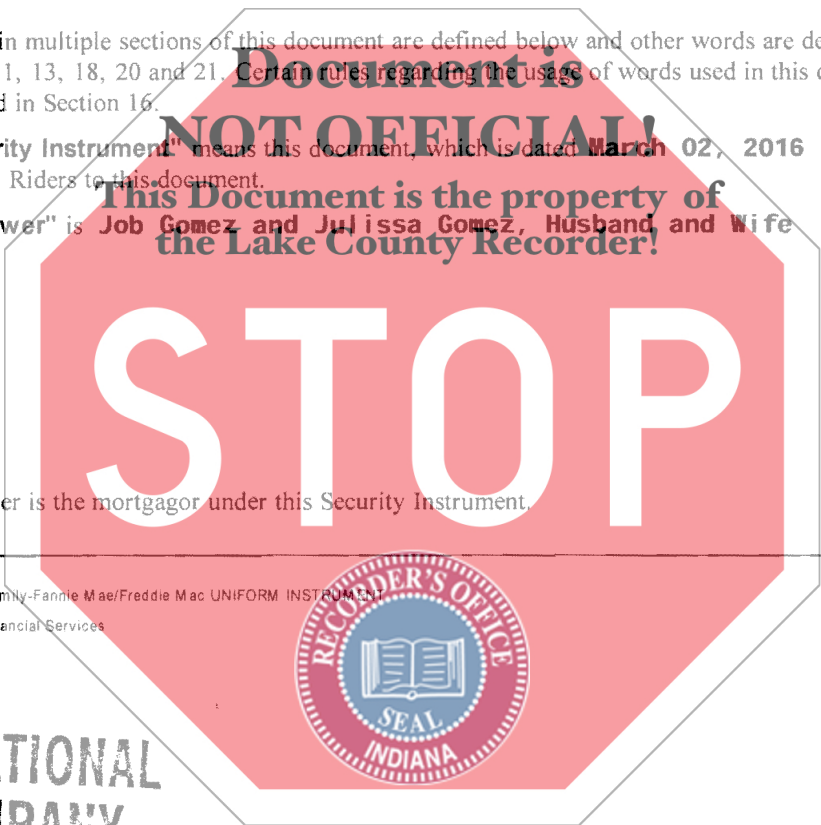 in multiple sections of this document are defined below and other words are de
Document is
1, 13, 18, 20 and 21. Certain rules regarding the usage of words used in this
d in Section 16.
NOT OFFICIAL!
rity Instrument" means this document, which is dated March 02, 2016
Riders to this document.
This Document is the property of
wer" is Job Gomez and Julissa Gomez, Husband and Wife
the Lake County Recorder!
STOP
er is the mortgagor under this Security Instrument.
mily-Fannie Mae/Freddie Mac UNIFORM INSTRUMENT
ancial Services
RECORDER'S OFFICE
SEAL
INDIANA
TIONAL
MPANY